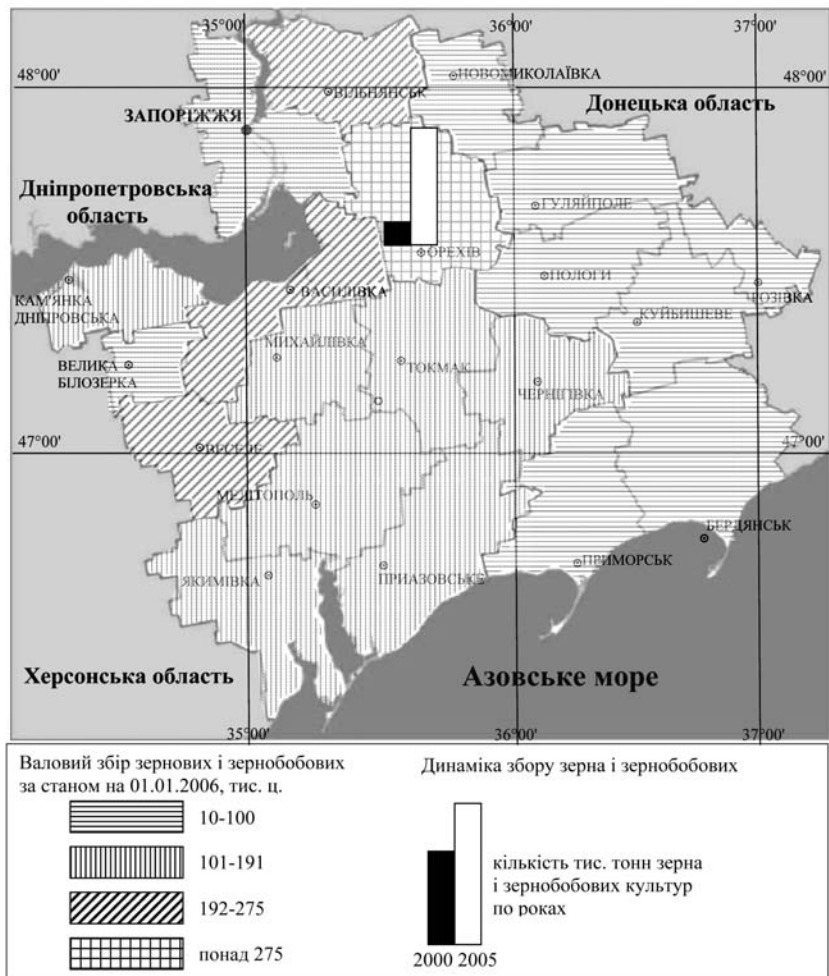 35°00' 36°00' 37°00'
48°00' 48°00'
НОВОМИКОЛАЇВКА
ВІЛЬНЯНСЬК
Донецька область
ЗАПОРІЖЖЯ
Дніпропетровська
область
ГУЛЯЙПОЛЕ
ОРЕХІВ
ПОЛОГИ
КАМ'ЯНКА
ДНІПРОВСЬКА
ВАСИЛІВКА
РОЗІВКА
КУЙБИШЕВЕ
МИХАЙЛІВКА
ТОКМАК
ВЕЛИКА
БІЛОЗЕРКА
ЧЕРНІГІВКА
47°00' 47°00'
ВЕСЕЛЕ
МЕЛІТОПОЛЬ
БЕРДЯНСЬК
ПРИМОРСЬК
ЯКИМІВКА
ПРИАЗОВСЬКЕ
Херсонська область
Азовське море
35°00' 36°00' 37°00'
Валовий збір зернових і зернобобових
за станом на 01.01.2006, тис. ц.
10-100
101-191
192-275
понад 275
Динаміка збору зерна і зернобобових
кількість тис. тонн зерна
і зернобобових культур
по роках
2000 2005